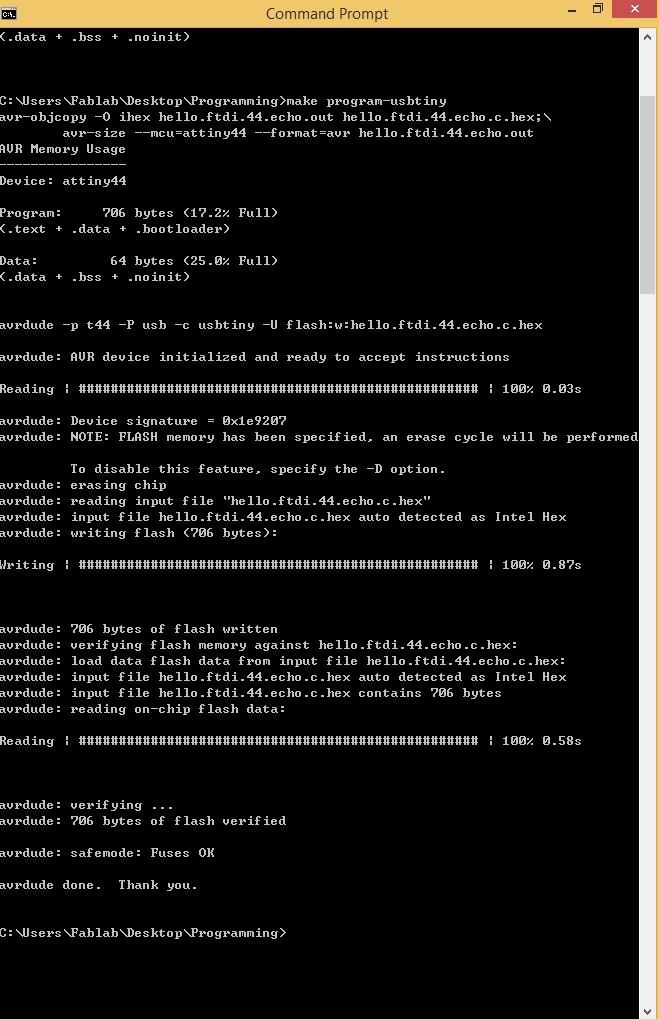 Command Prompt
(.data + .bss + .noinit)
C:\Users\Fablab\Desktop\Programming>make program-usbtiny
avr-objcopy -O ihex hello.ftdi.44.echo.out hello.ftdi.44.echo.c.hex;\
avr-size --mcu=attiny44 --format=avr hello.ftdi.44.echo.out
AVR Memory Usage
----------------
Device: attiny44
Program:     706 bytes (17.2% Full)
(.text + .data + .bootloader)
Data:         64 bytes (25.0% Full)
(.data + .bss + .noinit)
avrdude -p t44 -P usb -c usbtiny -U flash:w:hello.ftdi.44.echo.c.hex
avrdude: AVR device initialized and ready to accept instructions
Reading | ################################################## | 100% 0.03s
avrdude: Device signature = 0x1e9207
avrdude: NOTE: FLASH memory has been specified, an erase cycle will be performed
To disable this feature, specify the -D option.
avrdude: erasing chip
avrdude: reading input file "hello.ftdi.44.echo.c.hex"
avrdude: input file hello.ftdi.44.echo.c.hex auto detected as Intel Hex
avrdude: writing flash (706 bytes):
Writing | ################################################## | 100% 0.87s
avrdude: 706 bytes of flash written
avrdude: verifying flash memory against hello.ftdi.44.echo.c.hex:
avrdude: load data flash data from input file hello.ftdi.44.echo.c.hex:
avrdude: input file hello.ftdi.44.echo.c.hex auto detected as Intel Hex
avrdude: input file hello.ftdi.44.echo.c.hex contains 706 bytes
avrdude: reading on-chip flash data:
Reading | ################################################## | 100% 0.58s
avrdude: verifying ...
avrdude: 706 bytes of flash verified
avrdude: safemode: Fuses OK
avrdude done.  Thank you.
C:\Users\Fablab\Desktop\Programming>